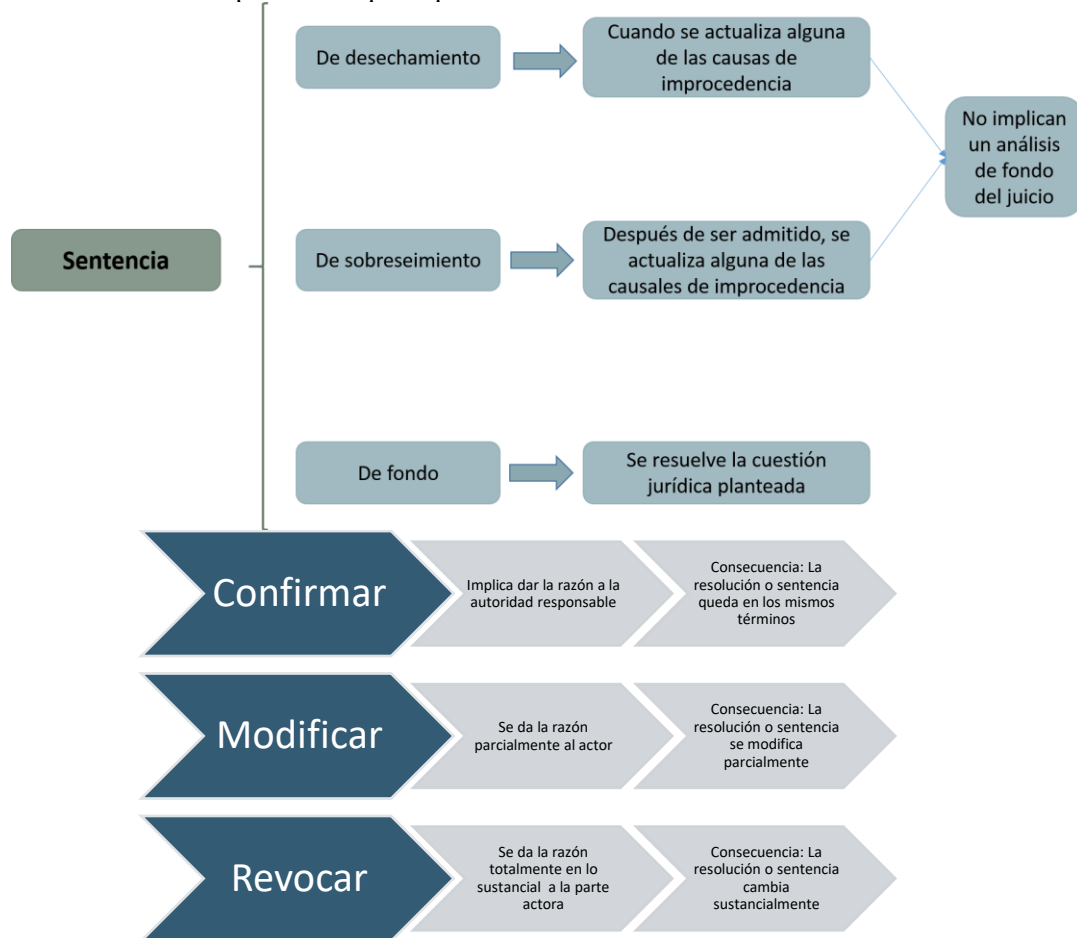 De desechamiento
Cuando se actualiza alguna
de las causas de
improcedencia
No implican
un análisis
de fondo
del juicio
Sentencia
De sobreseimiento
Después de ser admitido, se
actualiza alguna de las
causales de improcedencia
De fondo
Se resuelve la cuestión
jurídica planteada
Confirmar
Implica dar la razón a la
autoridad responsable
Consecuencia: La
resolución o sentencia
queda en los mismos
términos
Modificar
Se da la razón
parcialmente al actor
Consecuencia: La
resolución o sentencia
se modifica
parcialmente
Revocar
Se da la razón
totalmente en lo
sustancial a la parte
actora
Consecuencia: La
resolución o sentencia
cambia
sustancialmente